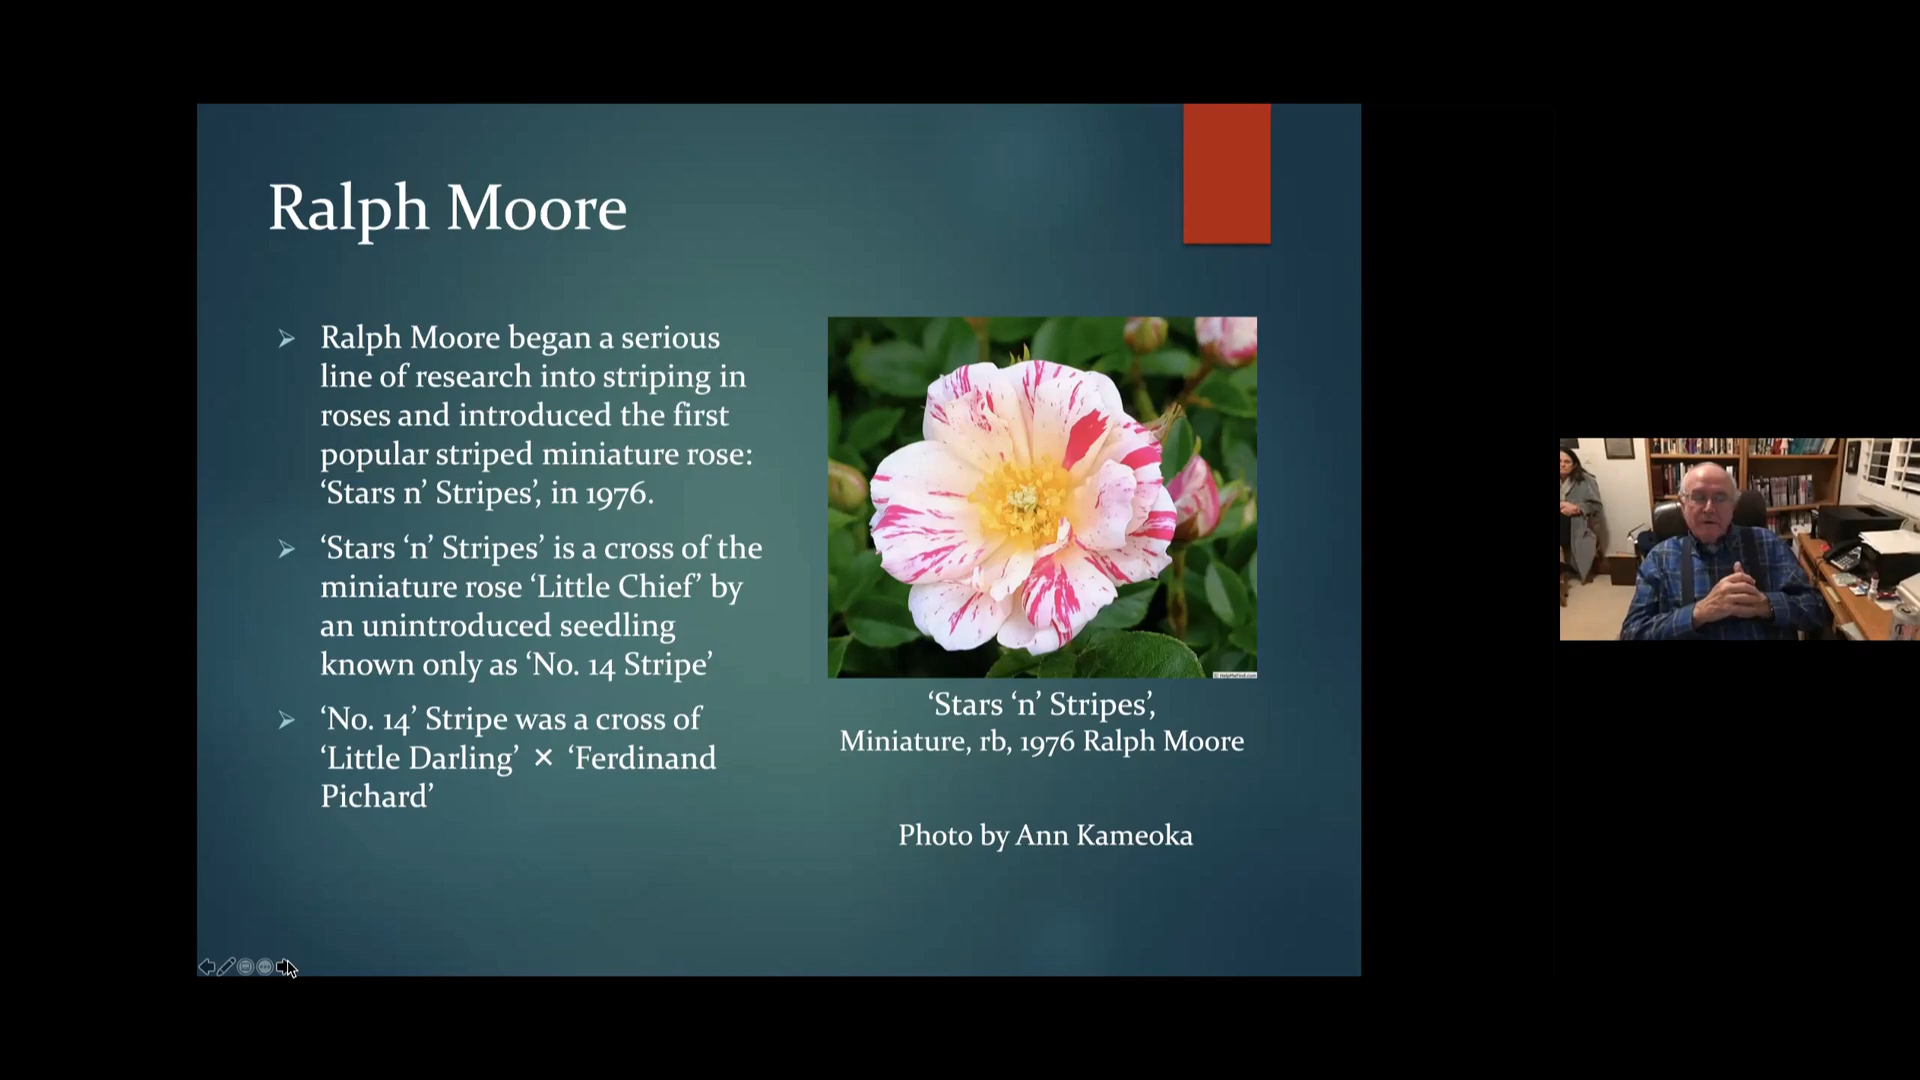 Ralph Moore
Ralph Moore began a serious
line of research into striping in
roses and introduced the first
popular striped miniature rose:
‘Stars n’ Stripes’, in 1976.
‘Stars ‘n’ Stripes’ is a cross of the
miniature rose ‘Little Chief’ by
an unintroduced seedling
known only as ‘No. 14 Stripe’
‘No. 14’ Stripe was a cross of
‘Little Darling’ × ‘Ferdinand
Pichard’
‘Stars ‘n’ Stripes’,
Miniature, rb, 1976 Ralph Moore
Photo by Ann Kameoka